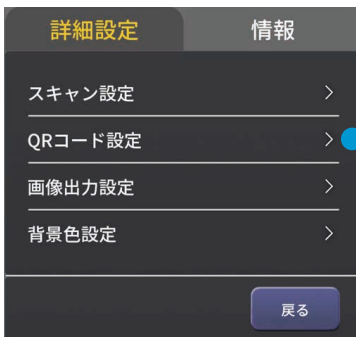 詳細設定 情報
スキャン設定
QRコード設定
画像出力設定
背景色設定
戻る